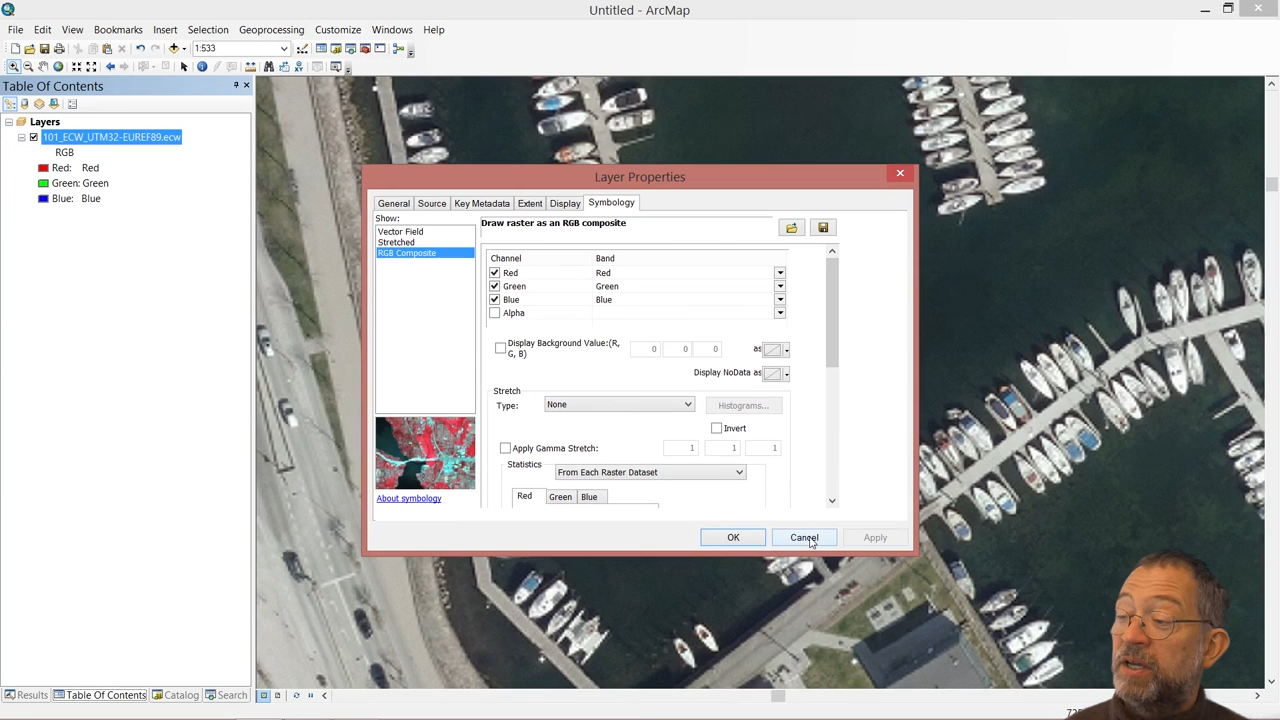 Untitled - ArcMap
File Edit View Bookmarks Insert Selection Geoprocessing Customize Windows Help
1:533
Table Of Contents
Layers
101_ECW_UTM32-EUREF89.ecw
RGB
Red: Red
Green: Green
Blue: Blue
Layer Properties
General Source Key Metadata Extent Display Symbology
Show:
Vector Field
Stretched
RGB Composite
About symbology
Draw raster as an RGB composite
Channel Band
Red Red
Green Green
Blue Blue
Alpha
Display Background Value:(R, G, B) 0 0 0 as
Display NoData as
Stretch
Type: None Histograms...
Invert
Apply Gamma Stretch: 1 1 1
Statistics From Each Raster Dataset
Red Green Blue
OK Cancel Apply
Results Table Of Contents Catalog Search